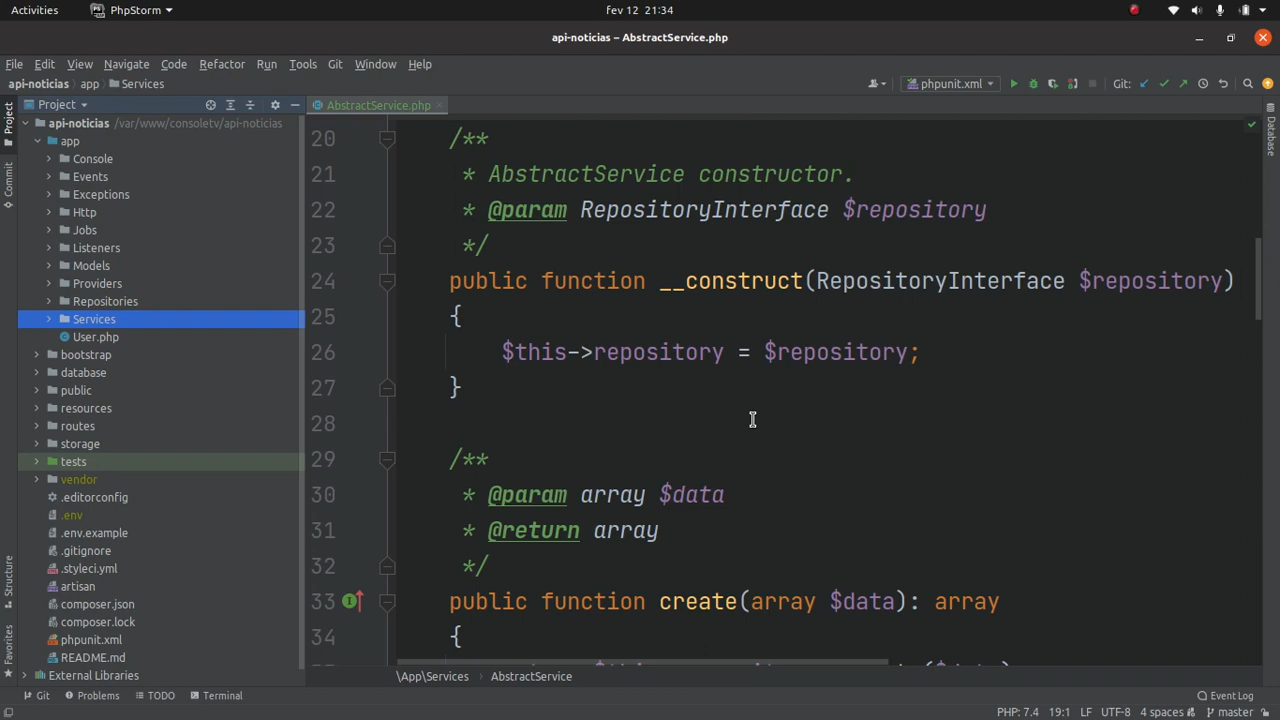 Activities PhpStorm fev 12 21:34
api-noticias – AbstractService.php
File Edit View Navigate Code Refactor Run Tools Git Window Help
api-noticias app Services phpunit.xml Git:
Project AbstractService.php
Project
Commit
Structure
Favorites
Database
api-noticias /var/www/consoletv/api-noticias
app
Console
Events
Exceptions
Http
Jobs
Listeners
Models
Providers
Repositories
Services
User.php
bootstrap
database
public
resources
routes
storage
tests
vendor
.editorconfig
.env
.env.example
.gitignore
.styleci.yml
artisan
composer.json
composer.lock
phpunit.xml
README.md
External Libraries
20 /**
21 * AbstractService constructor.
22 * @param RepositoryInterface $repository
23 */
24 public function __construct(RepositoryInterface $repository)
25 {
26 $this->repository = $repository;
27 }
28
29 /**
30 * @param array $data
31 * @return array
32 */
33 public function create(array $data): array
34 {
\App\Services AbstractService
Git Problems TODO Terminal Event Log
PHP: 7.4 19:1 LF UTF-8 4 spaces master